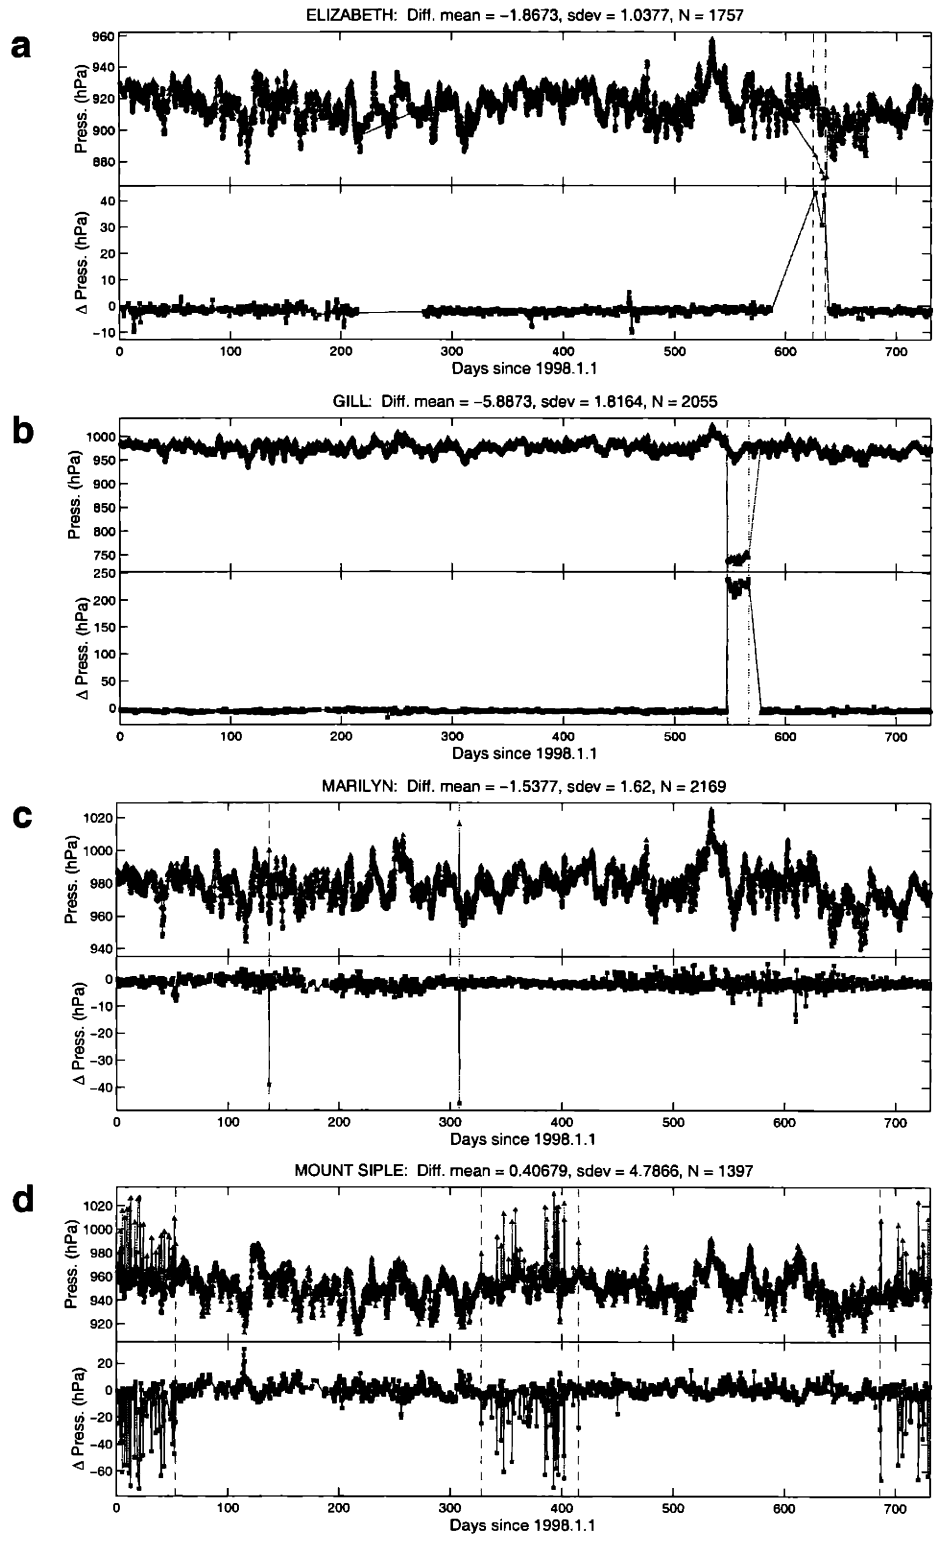 a
ELIZABETH: Diff. mean = −1.8673, sdev = 1.0377, N = 1757
Press. (hPa)
960
940
920
900
880
Δ Press. (hPa)
40
30
20
10
0
−10
0 100 200 300 400 500 600 700
Days since 1998.1.1
b
GILL: Diff. mean = −5.8873, sdev = 1.8164, N = 2055
Press. (hPa)
1000
950
900
850
800
750
250
Δ Press. (hPa)
200
150
100
50
0
0 100 200 300 400 500 600 700
Days since 1998.1.1
c
MARILYN: Diff. mean = −1.5377, sdev = 1.62, N = 2169
Press. (hPa)
1020
1000
980
960
940
Δ Press. (hPa)
0
−10
−20
−30
−40
0 100 200 300 400 500 600 700
Days since 1998.1.1
d
MOUNT SIPLE: Diff. mean = 0.40679, sdev = 4.7866, N = 1397
Press. (hPa)
1020
1000
980
960
940
920
Δ Press. (hPa)
20
0
−20
−40
−60
0 100 200 300 400 500 600 700
Days since 1998.1.1